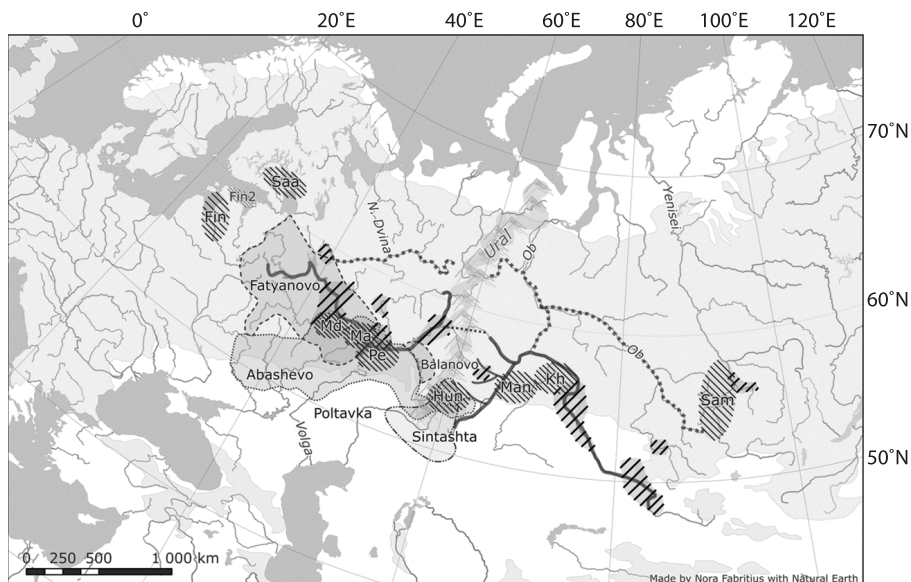 0° 20°E 40°E 60°E 80°E 100°E 120°E
70°N
Saa
Fin2
Fin
N. Dvina
Yenisei
Ural
Ob
Fatyanovo
60°N
Md
Ma
Pe
Ob
Balanovo
Abashevo
Hun
Man
Kh
Sam
Poltavka
Volga
Sintashta
50°N
0 250 500 1 000 km
Made by Nora Fabritius with Natural Earth